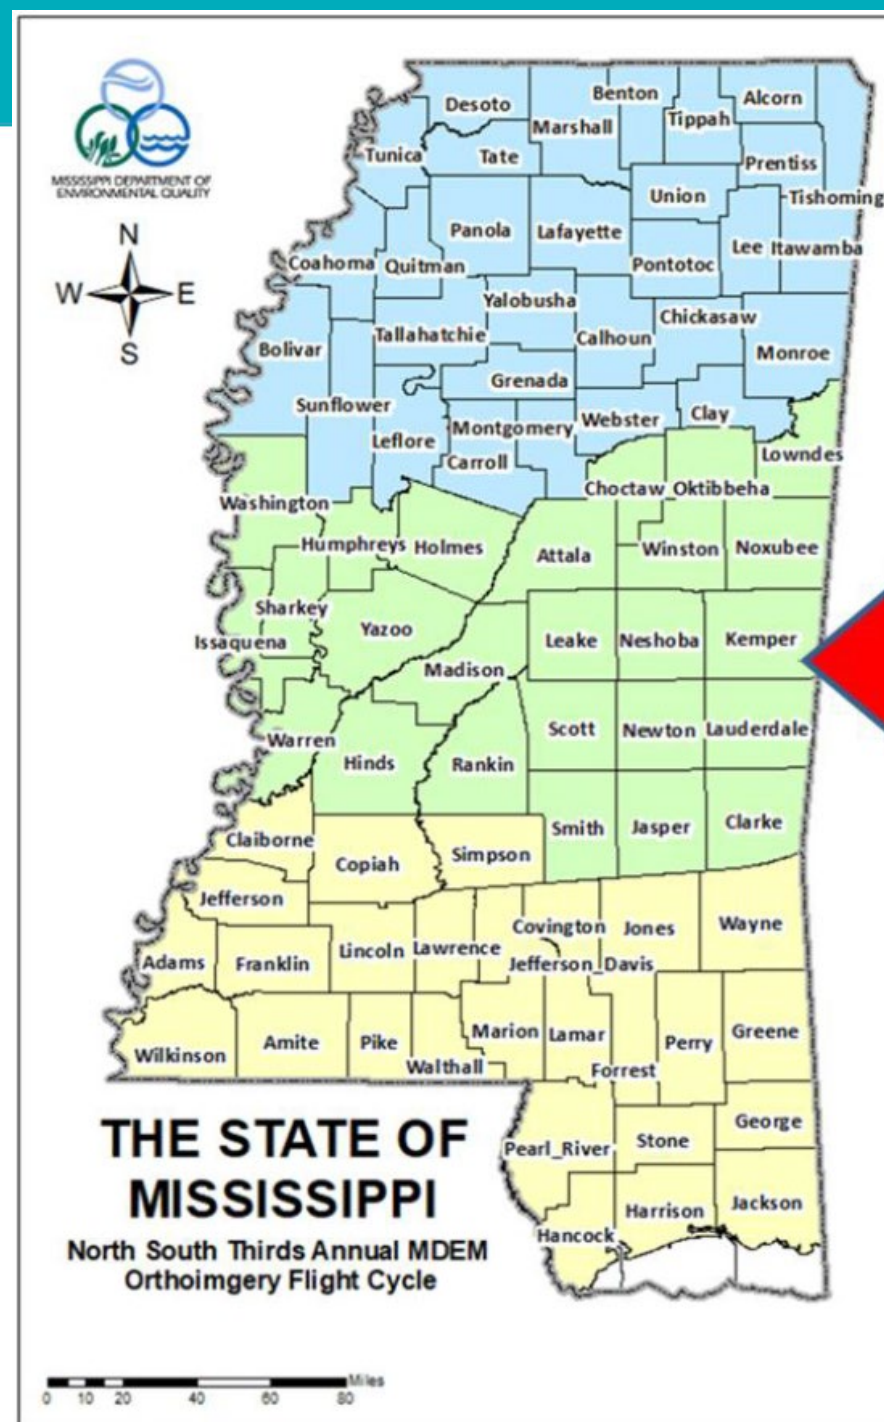 MISSISSIPPI DEPARTMENT OF
ENVIRONMENTAL QUALITY
N
W E
S
Desoto
Benton
Alcorn
Marshall
Tippah
Tunica
Tate
Prentiss
Union
Tishoming
Panola
Lafayette
Lee
Itawamba
Coahoma
Quitman
Pontotoc
Yalobusha
Chickasaw
Tallahatchie
Calhoun
Bolivar
Monroe
Grenada
Sunflower
Clay
Webster
Montgomery
Leflore
Lowndes
Carroll
Choctaw
Oktibbeha
Washington
Humphreys
Holmes
Attala
Winston
Noxubee
Sharkey
Yazoo
Issaquena
Leake
Neshoba
Kemper
Madison
Scott
Newton
Lauderdale
Warren
Hinds
Rankin
Smith
Jasper
Clarke
Claiborne
Copiah
Simpson
Jefferson
Covington
Jones
Wayne
Lincoln
Lawrence
Adams
Franklin
Jefferson_Davis
Marion
Lamar
Perry
Greene
Wilkinson
Amite
Pike
Walthall
Forrest
George
Pearl_River
Stone
Harrison
Jackson
Hancock
THE STATE OF
MISSISSIPPI
North South Thirds Annual MDEM
Orthoimgery Flight Cycle
Miles
0 10 20 40 60 80